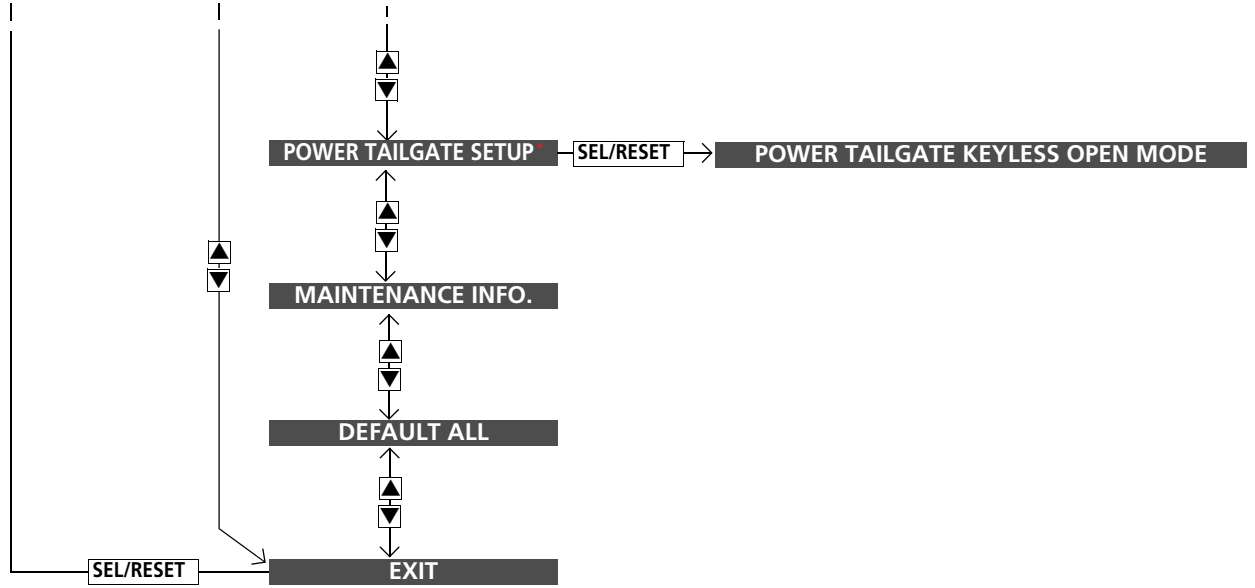 ▲
▼
POWER TAILGATE SETUP*
SEL/RESET
POWER TAILGATE KEYLESS OPEN MODE
▲
▼
▲
▼
MAINTENANCE INFO.
▲
▼
DEFAULT ALL
▲
▼
SEL/RESET
EXIT